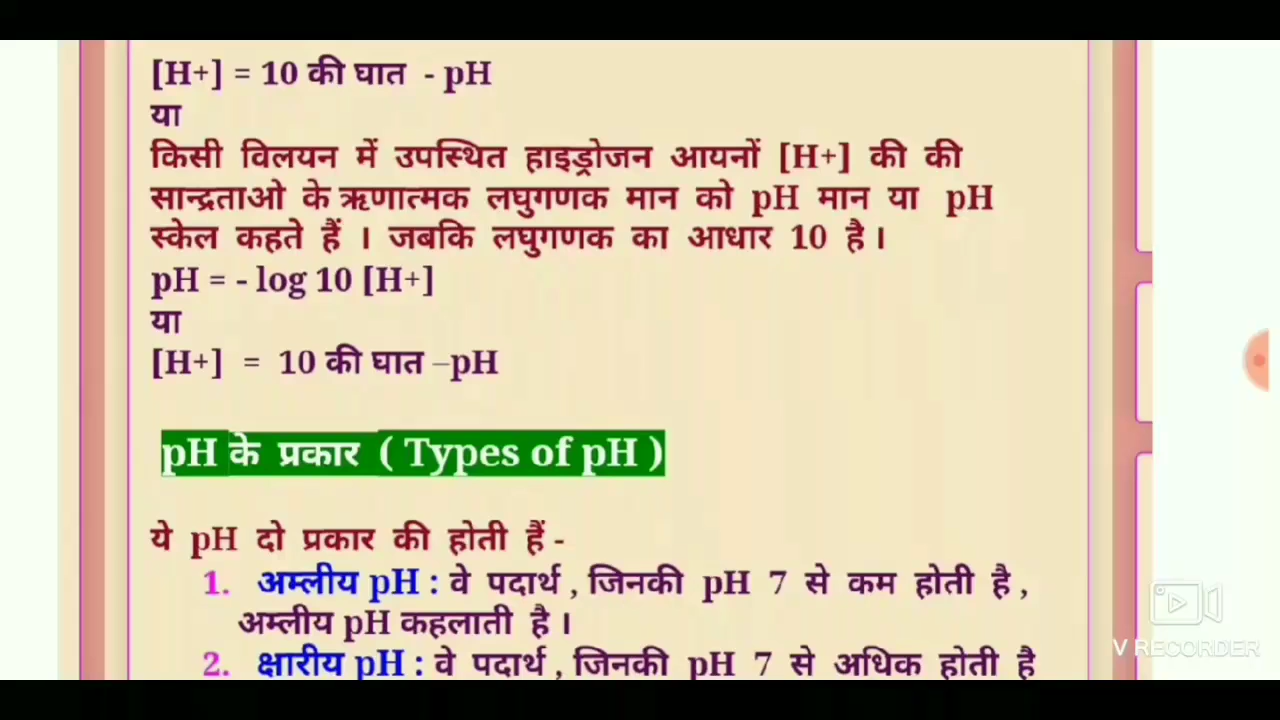 [H+] = 10 की घात - pH
या
किसी विलयन में उपस्थित हाइड्रोजन आयनों [H+] की की
सान्द्रताओ के ऋणात्मक लघुगणक मान को pH मान या pH
स्केल कहते हैं । जबकि लघुगणक का आधार 10 है।
pH = - log 10 [H+]
या
[H+] = 10 की घात –pH
pH के प्रकार ( Types of pH )
ये pH दो प्रकार की होती हैं -
1. अम्लीय pH : वे पदार्थ , जिनकी pH 7 से कम होती है ,
अम्लीय pH कहलाती है ।
2. क्षारीय pH : वे पदार्थ , जिनकी pH 7 से अधिक होती है
V RECORDER